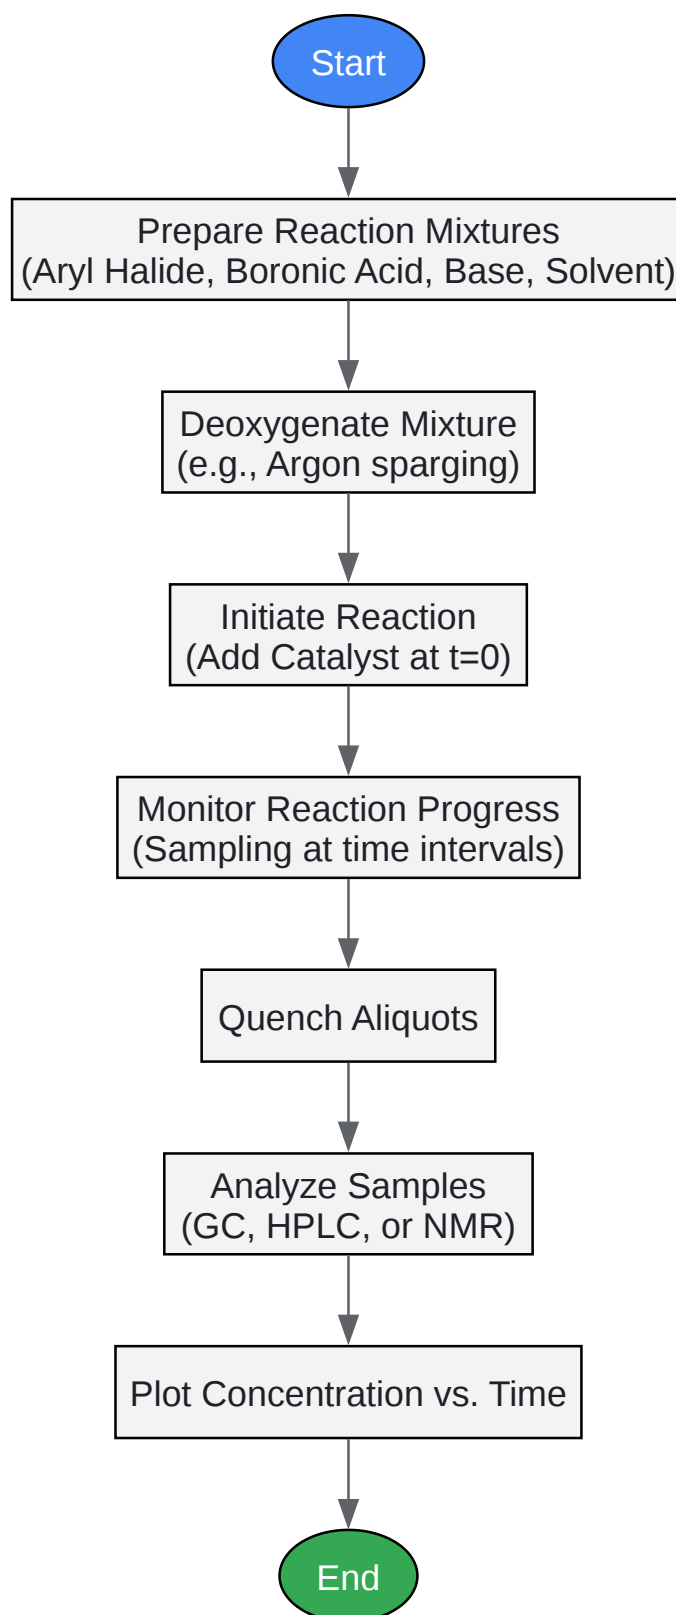 Start
Prepare Reaction Mixtures
(Aryl Halide, Boronic Acid, Base, Solvent)
Deoxygenate Mixture
(e.g., Argon sparging)
Initiate Reaction
(Add Catalyst at t=0)
Monitor Reaction Progress
(Sampling at time intervals)
Quench Aliquots
Analyze Samples
(GC, HPLC, or NMR)
Plot Concentration vs. Time
End